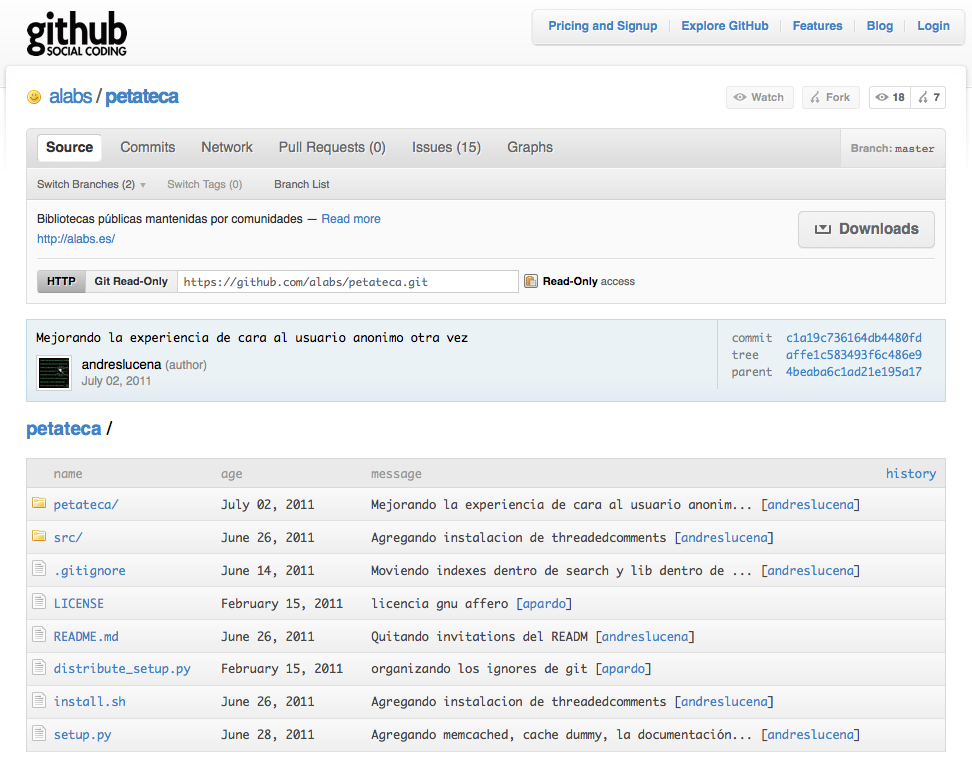 github
SOCIAL CODING
Pricing and Signup Explore GitHub Features Blog Login
alabs / petateca
Watch Fork 18 7
Source Commits Network Pull Requests (0) Issues (15) Graphs Branch: master
Switch Branches (2) Switch Tags (0) Branch List
Bibliotecas públicas mantenidas por comunidades — Read more
http://alabs.es/
Downloads
HTTP Git Read-Only https://github.com/alabs/petateca.git Read-Only access
Mejorando la experiencia de cara al usuario anonimo otra vez
andreslucena (author)
July 02, 2011
commit c1a19c736164db4480fd
tree affe1c583493f6c486e9
parent 4beaba6c1ad21e195a17
petateca /
name age message history
petateca/ July 02, 2011 Mejorando la experiencia de cara al usuario anonim... [andreslucena]
src/ June 26, 2011 Agregando instalacion de threadedcomments [andreslucena]
.gitignore June 14, 2011 Moviendo indexes dentro de search y lib dentro de ... [andreslucena]
LICENSE February 15, 2011 licencia gnu affero [apardo]
README.md June 26, 2011 Quitando invitations del READM [andreslucena]
distribute_setup.py February 15, 2011 organizando los ignores de git [apardo]
install.sh June 26, 2011 Agregando instalacion de threadedcomments [andreslucena]
setup.py June 28, 2011 Agregando memcached, cache dummy, la documentación... [andreslucena]